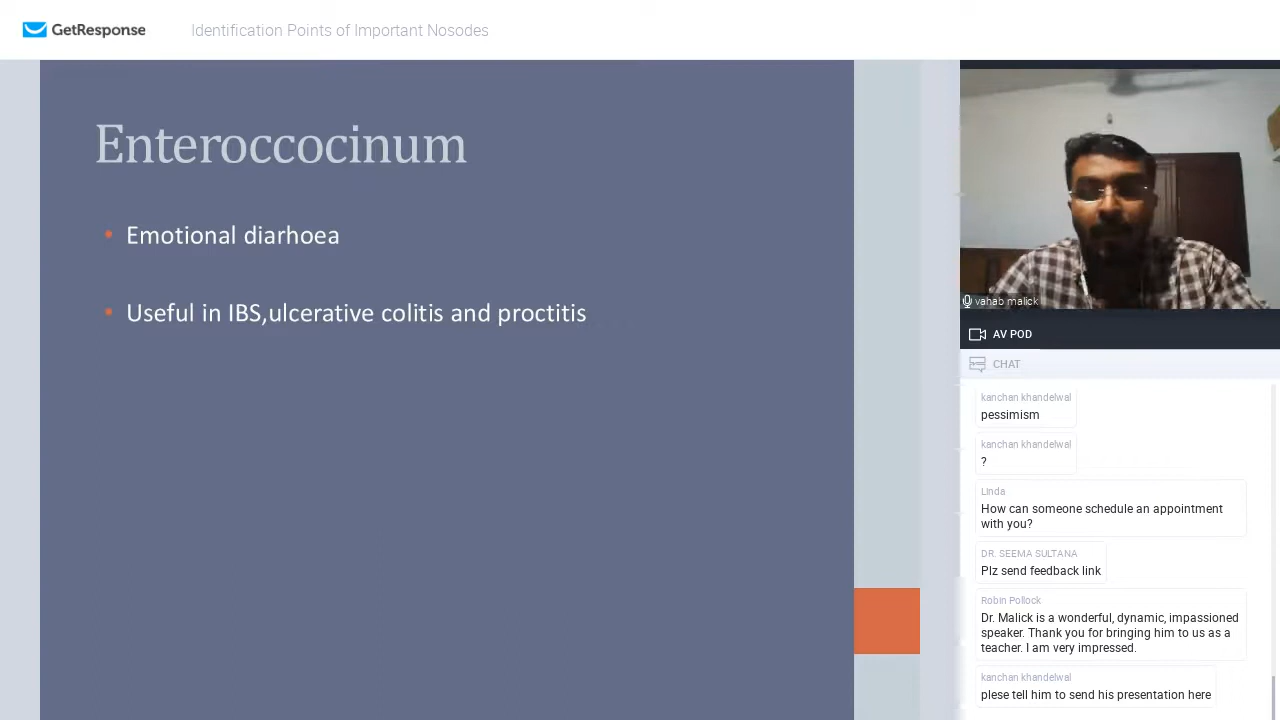 GetResponse
Identification Points of Important Nosodes
Enteroccocinum
• Emotional diarhoea
• Useful in IBS,ulcerative colitis and proctitis
vahab malick
AV POD
CHAT
kanchan khandelwal
pessimism
kanchan khandelwal
?
Linda
How can someone schedule an appointment
with you?
DR. SEEMA SULTANA
Plz send feedback link
Robin Pollock
Dr. Malick is a wonderful, dynamic, impassioned
speaker. Thank you for bringing him to us as a
teacher. I am very impressed.
kanchan khandelwal
plese tell him to send his presentation here